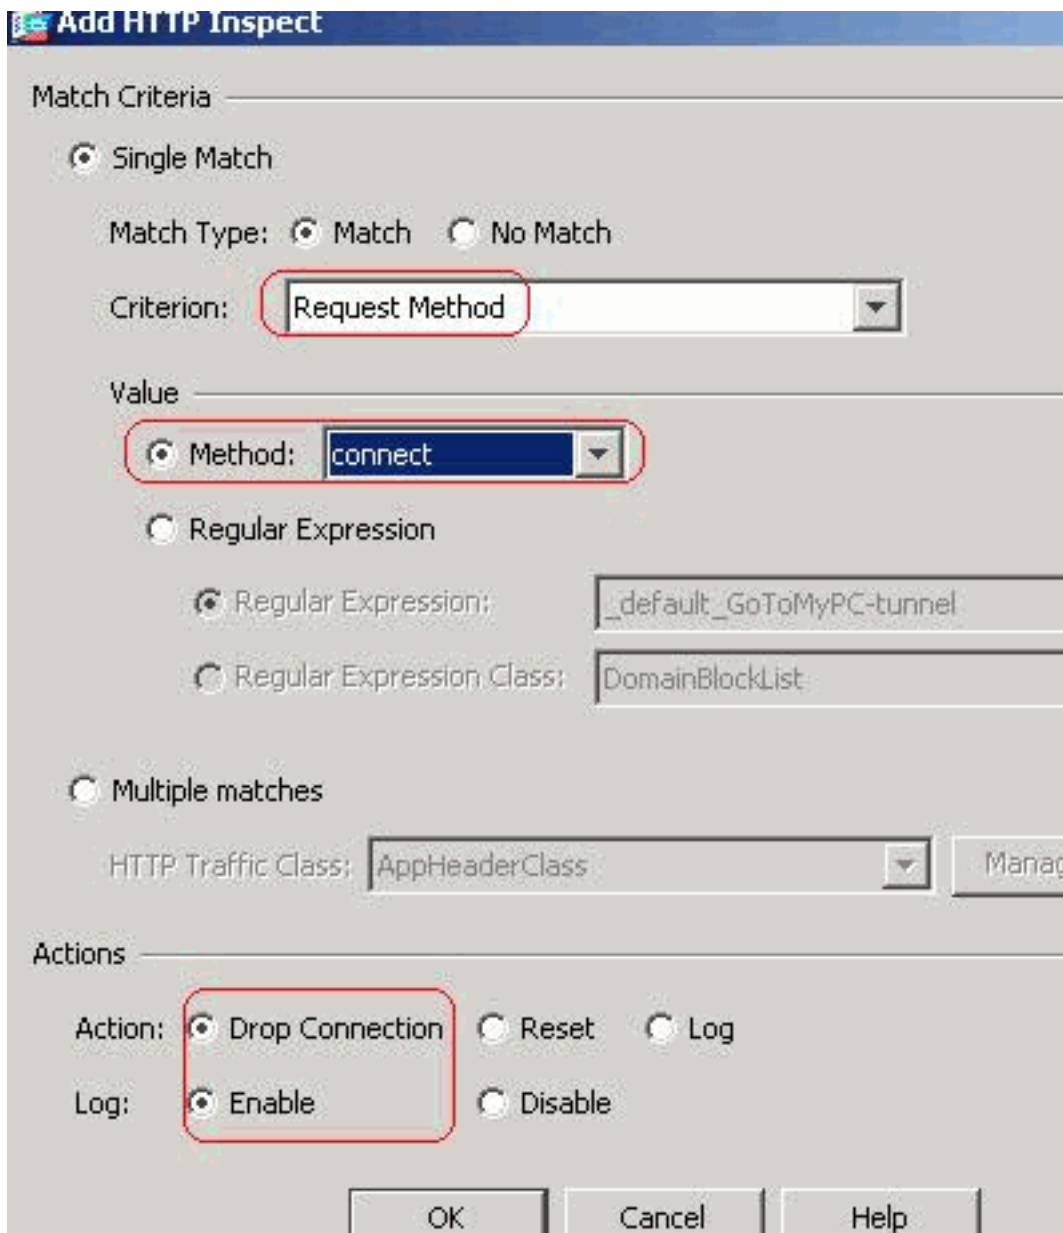 Add HTTP Inspect
Match Criteria
Single Match
Match Type: Match No Match
Criterion: Request Method
Value
Method: connect
Regular Expression
Regular Expression: _default_GoToMyPC-tunnel
Regular Expression Class: DomainBlockList
Multiple matches
HTTP Traffic Class: AppHeaderClass Manag
Actions
Action: Drop Connection Reset Log
Log: Enable Disable
OK Cancel Help